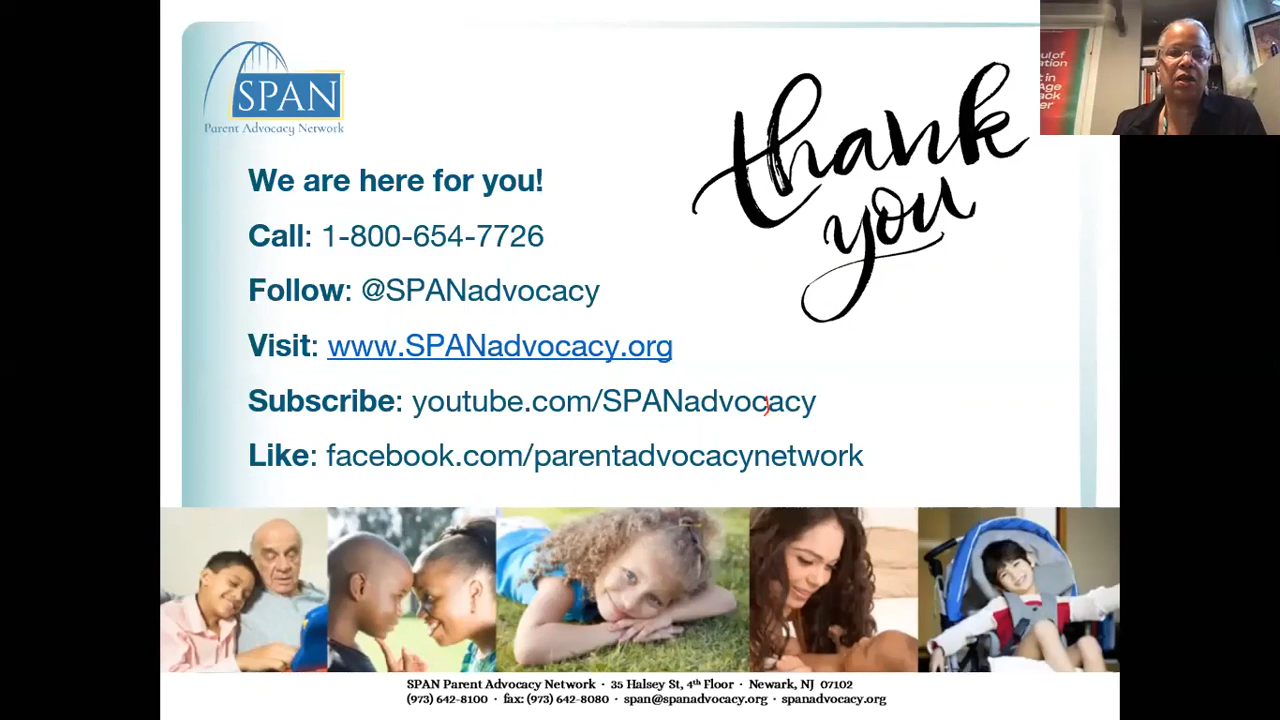 SPAN
Parent Advocacy Network
thank
you
We are here for you!
Call: 1-800-654-7726
Follow: @SPANadvocacy
Visit: www.SPANadvocacy.org
Subscribe: youtube.com/SPANadvocacy
Like: facebook.com/parentadvocacynetwork
SPAN Parent Advocacy Network · 35 Halsey St, 4th Floor · Newark, NJ 07102
(973) 642-8100 · fax: (973) 642-8080 · span@spanadvocacy.org · spanadvocacy.org